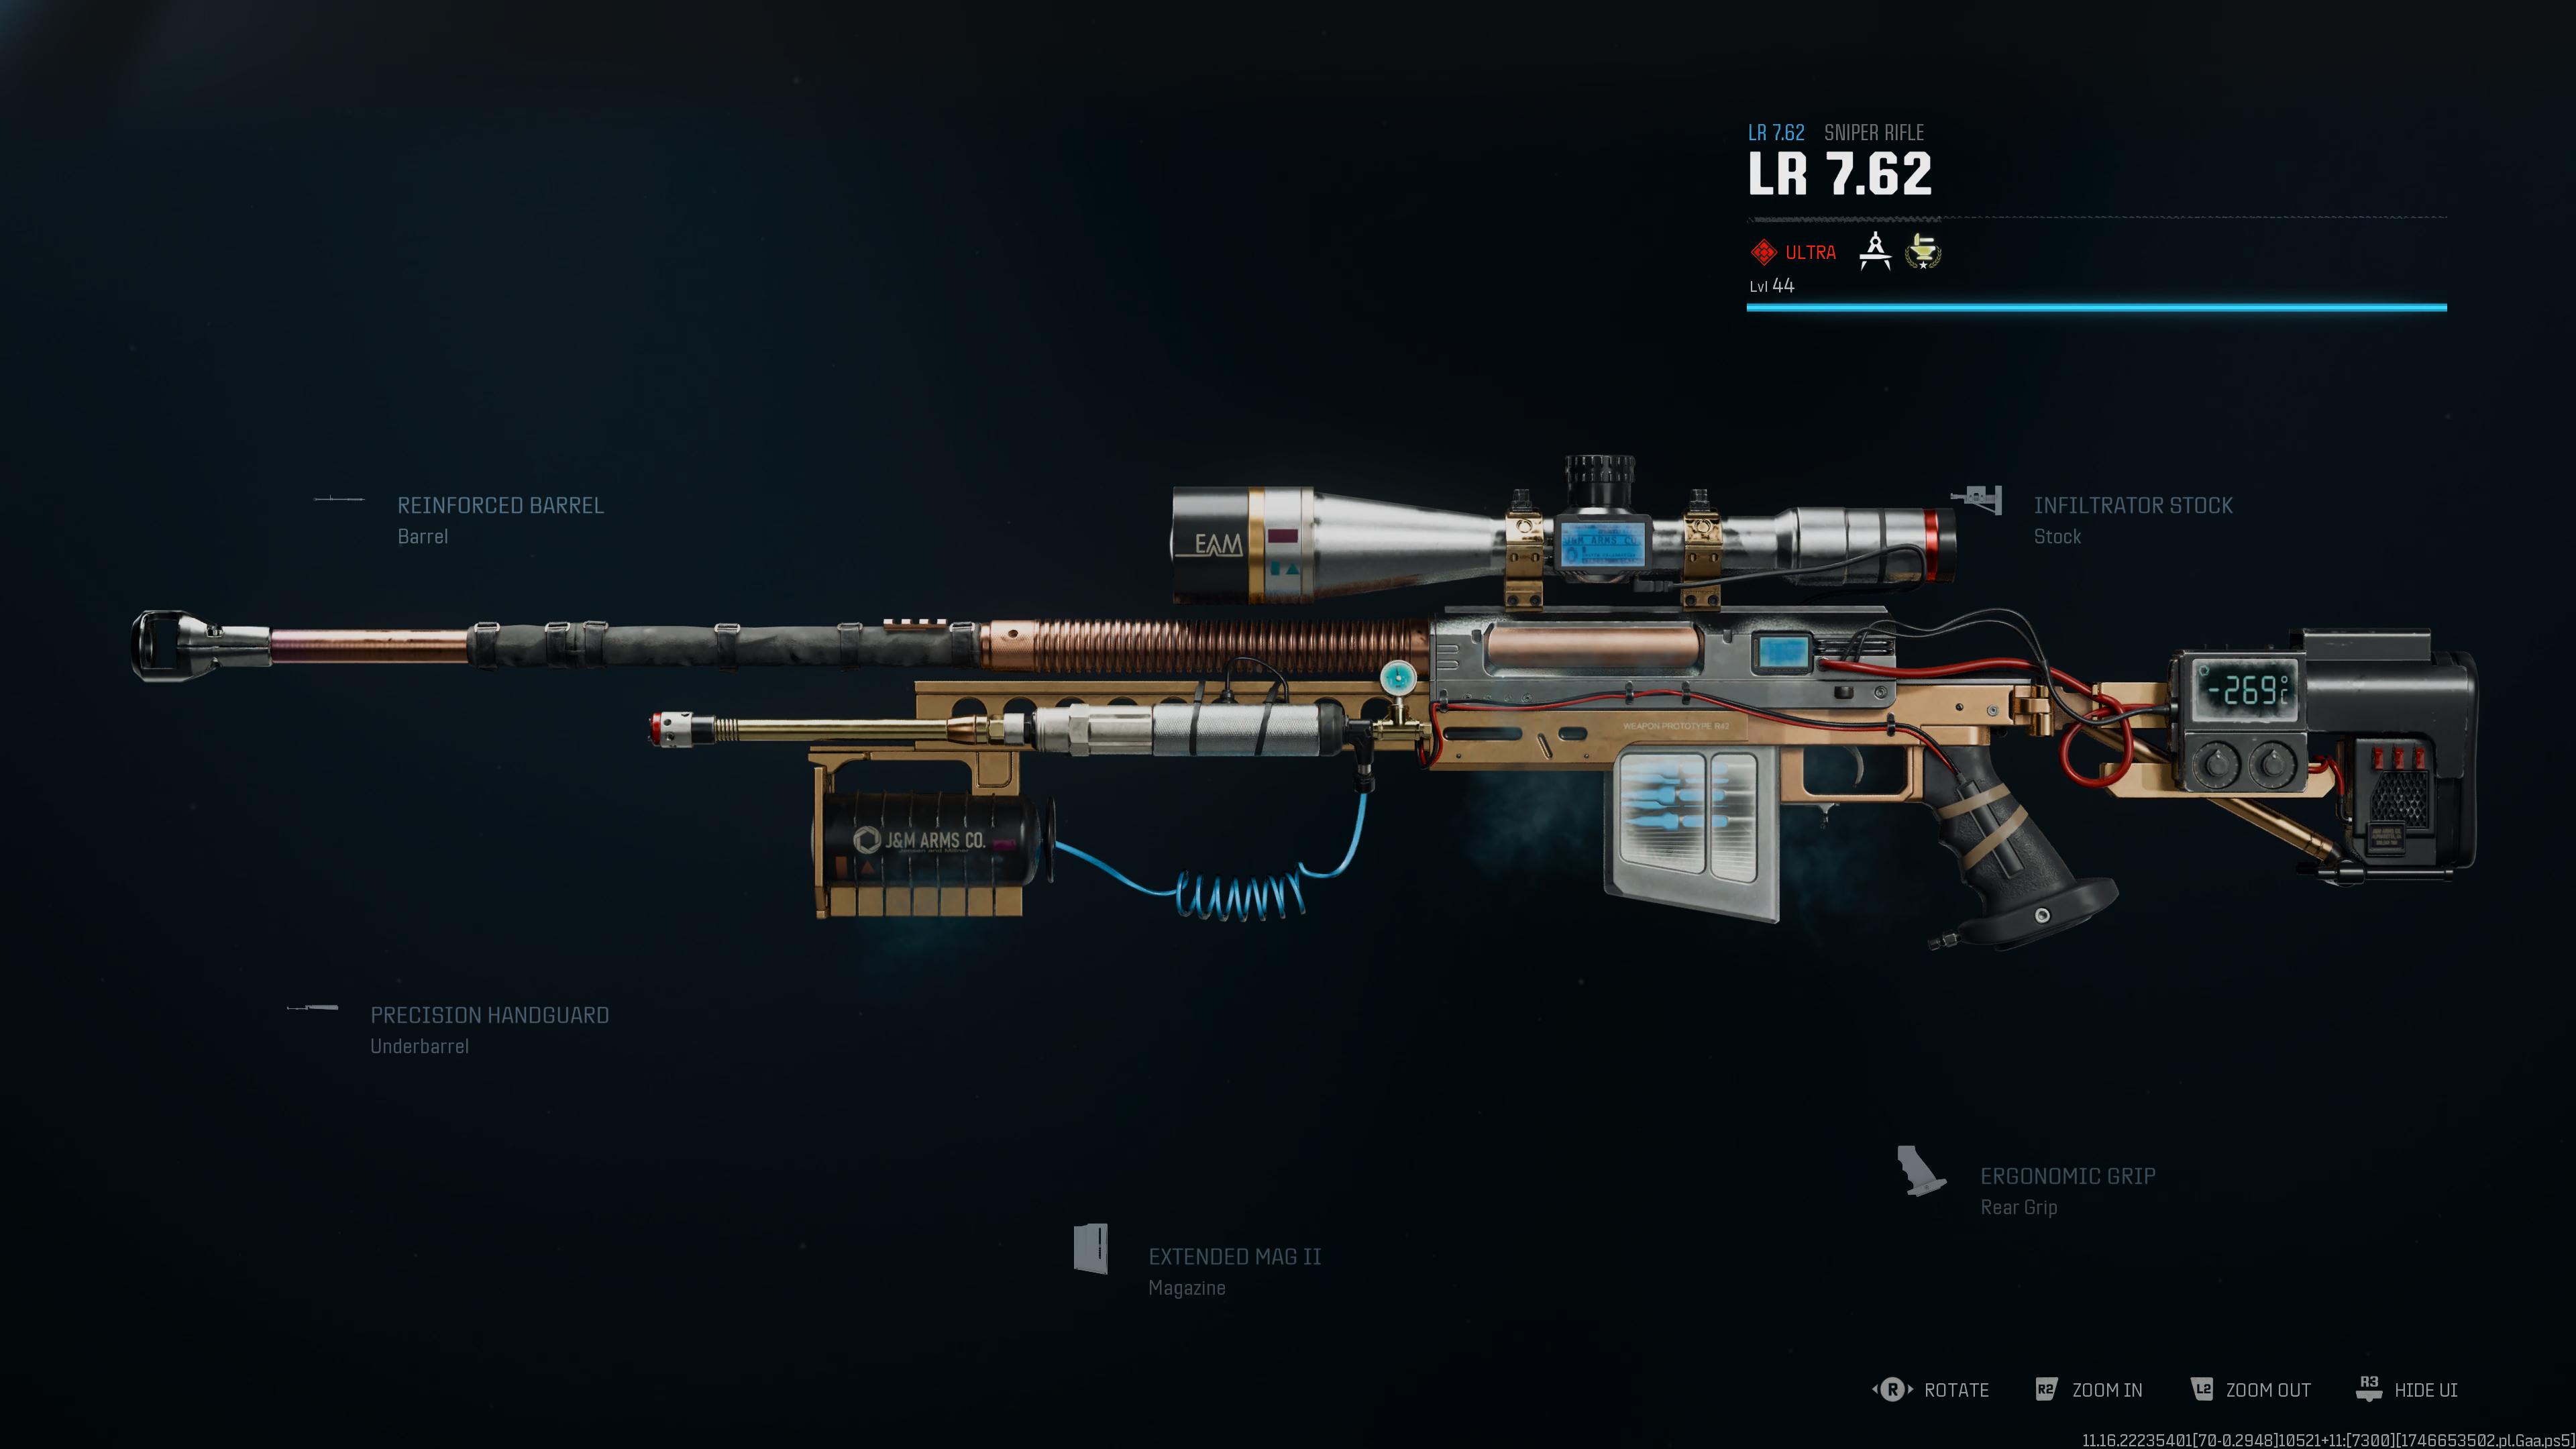 LR 7.62 SNIPER RIFLE
LR 7.62
ULTRA
Lvl 44
REINFORCED BARREL
Barrel
INFILTRATOR STOCK
Stock
EAM
J&M ARMS CO.
-269°C
WEAPON PROTOTYPE R42
J&M ARMS CO.
PRECISION HANDGUARD
Underbarrel
ERGONOMIC GRIP
Rear Grip
EXTENDED MAG II
Magazine
R ROTATE R2 ZOOM IN L2 ZOOM OUT R3 HIDE UI
11.16.22235401[70-0.2948]10521+11:[7300][1746653502.pl.Gaa.ps5]